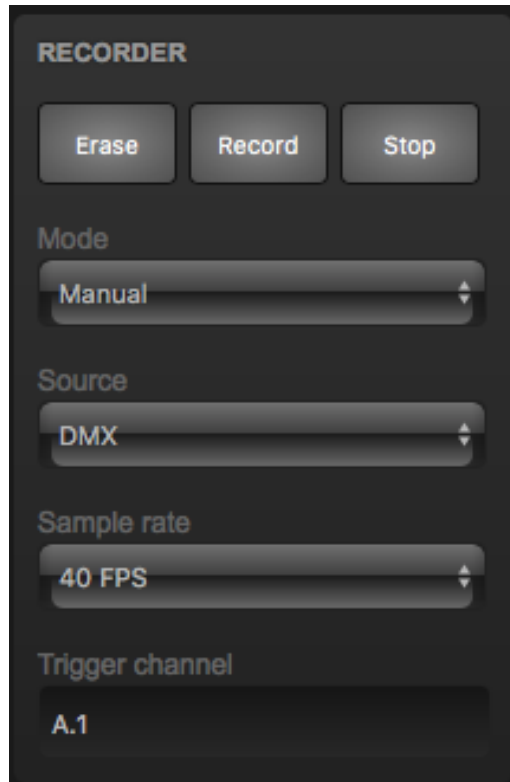 RECORDER
Erase Record Stop
Mode
Manual
Source
DMX
Sample rate
40 FPS
Trigger channel
A.1